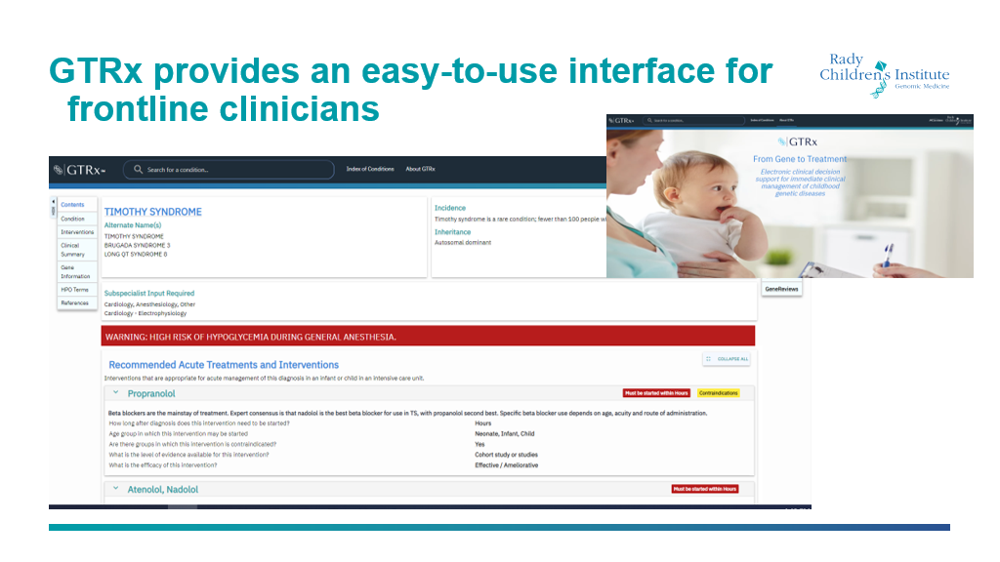 GTRx provides an easy-to-use interface for
frontline clinicians
Rady
Children's Institute
Genomic Medicine
GTRx
Search for a condition...
Index of Conditions
About GTRx
GTRx
From Gene to Treatment
Electronic clinical decision
support for immediate clinical
management of childhood
genetic diseases
Contents
Condition
Interventions
Clinical
Summary
Gene
Information
HPO Terms
References
TIMOTHY SYNDROME
Alternate Name(s)
TIMOTHY SYNDROME
BRUGADA SYNDROME 3
LONG QT SYNDROME 8
Incidence
Timothy syndrome is a rare condition; fewer than 100 people wi
Inheritance
Autosomal dominant
GeneReviews
Subspecialist Input Required
Cardiology, Anesthesiology, Other
Cardiology - Electrophysiology
WARNING: HIGH RISK OF HYPOGLYCEMIA DURING GENERAL ANESTHESIA.
Recommended Acute Treatments and Interventions
COLLAPSE ALL
Interventions that are appropriate for acute management of this diagnosis in an infant or child in an intensive care unit.
Propranolol
Must be started within Hours
Contraindications
Beta blockers are the mainstay of treatment. Expert consensus is that nadolol is the best beta blocker for use in TS, with propanolol second best. Specific beta blocker use depends on age, acuity and route of administration.
How long after diagnosis does this intervention need to be started? Hours
Age group in which this intervention may be started Neonate, Infant, Child
Are there groups in which this intervention is contraindicated? Yes
What is the level of evidence available for this intervention? Cohort study or studies
What is the efficacy of this intervention? Effective / Ameliorative
Atenolol, Nadolol
Must be started within Hours